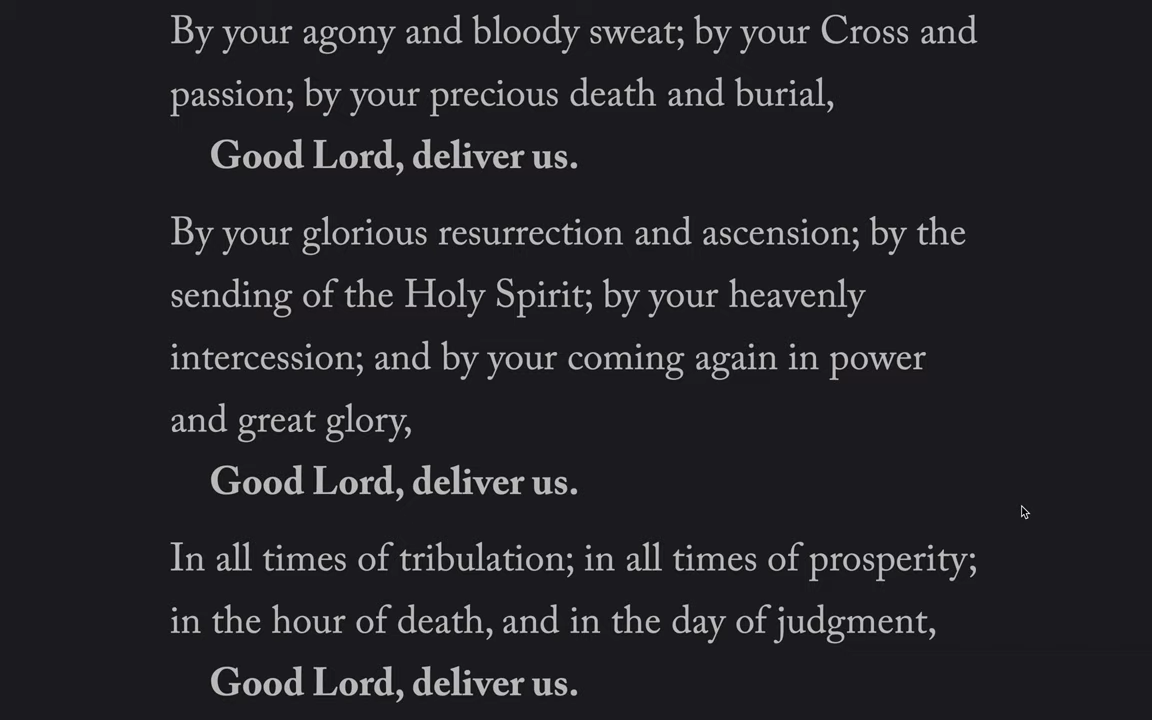 By your agony and bloody sweat; by your Cross and
passion; by your precious death and burial,
Good Lord, deliver us.
By your glorious resurrection and ascension; by the
sending of the Holy Spirit; by your heavenly
intercession; and by your coming again in power
and great glory,
Good Lord, deliver us.
In all times of tribulation; in all times of prosperity;
in the hour of death, and in the day of judgment,
Good Lord, deliver us.